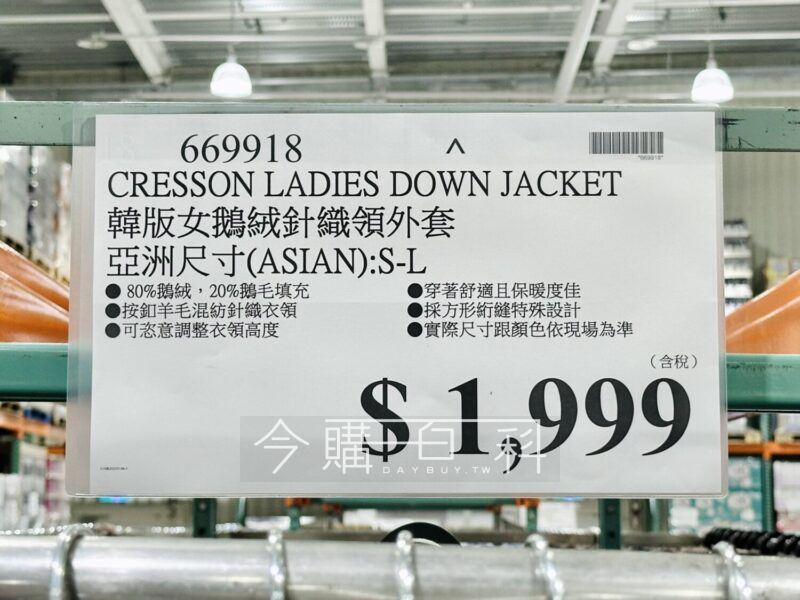 669918
^
"669918"
CRESSON LADIES DOWN JACKET
韓版女鵝絨針織領外套
亞洲尺寸(ASIAN):S-L
●80%鵝絨，20%鵝毛填充
●穿著舒適且保暖度佳
●按釦羊毛混紡針織衣領
●採方形絎縫特殊設計
●可恣意調整衣領高度
●實際尺寸跟顏色依現場為準
（含稅）
$ 1,999
今購百科
DAYBUY.TW